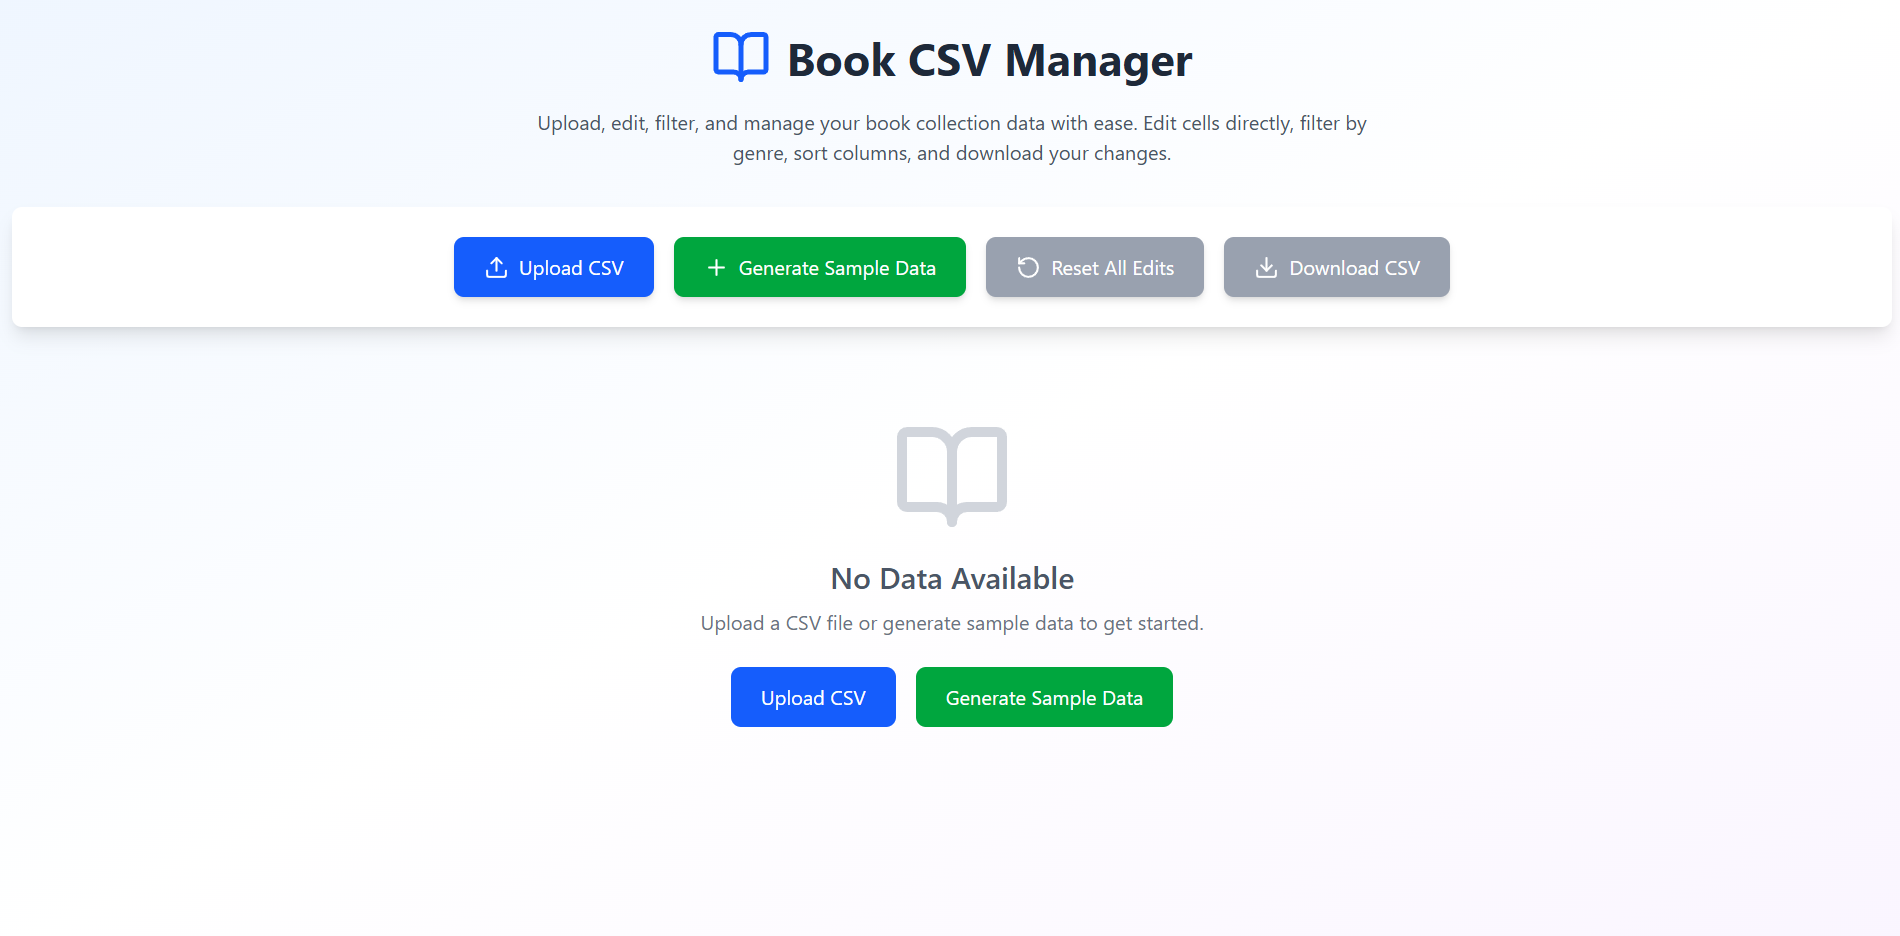 Book CSV Manager
Upload, edit, filter, and manage your book collection data with ease. Edit cells directly, filter by
genre, sort columns, and download your changes.
Upload CSV
Generate Sample Data
Reset All Edits
Download CSV
No Data Available
Upload a CSV file or generate sample data to get started.
Upload CSV
Generate Sample Data